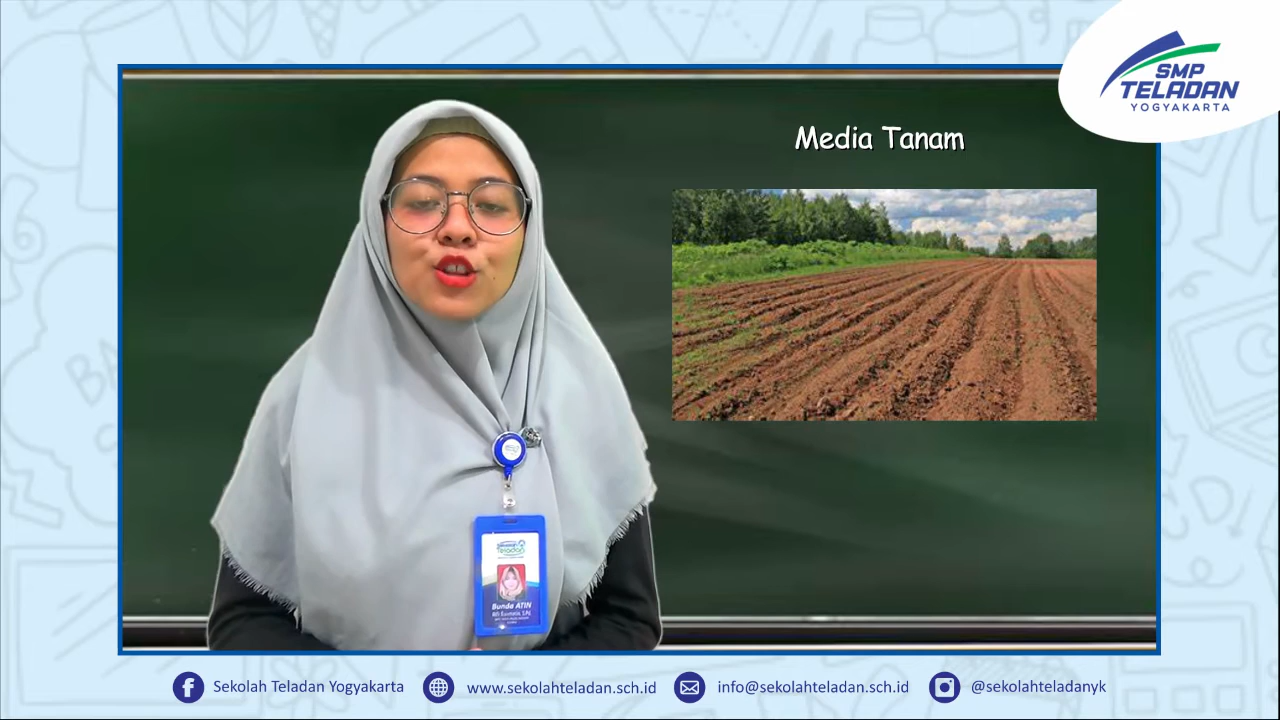 SMP
TELADAN
YOGYAKARTA
Media Tanam
Teladan
Bunda ATIN
Sekolah Teladan Yogyakarta
www.sekolahteladan.sch.id
info@sekolahteladan.sch.id
@sekolahteladanyk